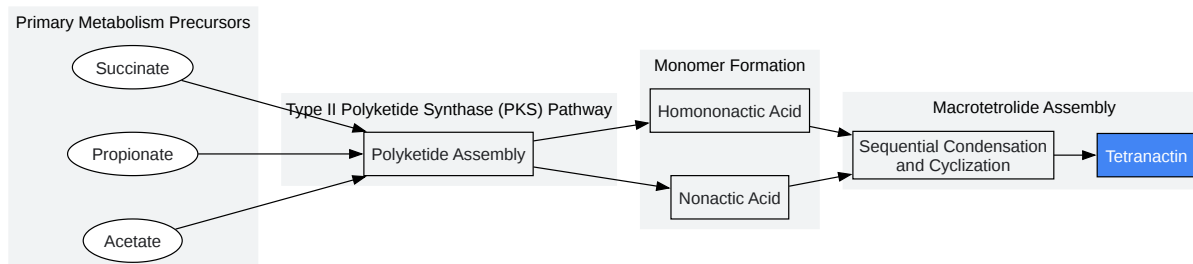 Primary Metabolism Precursors
Succinate
Propionate
Acetate
Type II Polyketide Synthase (PKS) Pathway
Polyketide Assembly
Monomer Formation
Homononactic Acid
Nonactic Acid
Macrotetrolide Assembly
Sequential Condensation
and Cyclization
Tetranactin